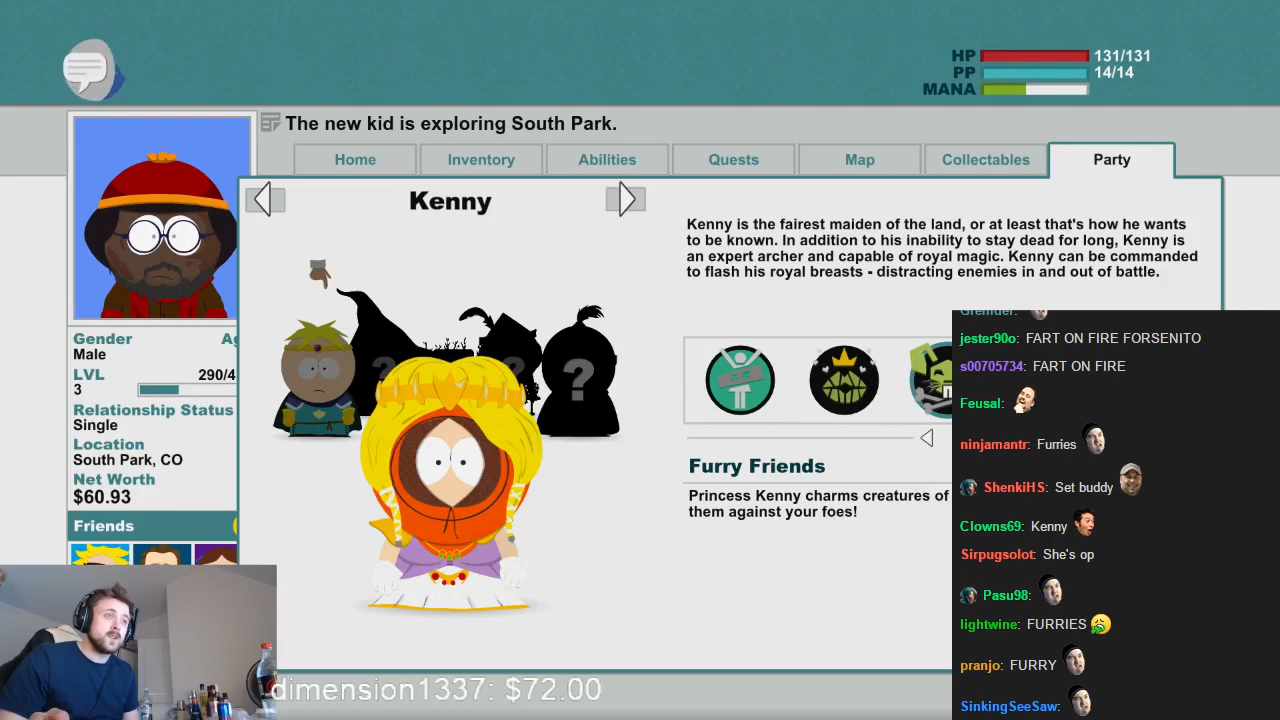 HP 131/131
PP 14/14
MANA
The new kid is exploring South Park.
Home Inventory Abilities Quests Map Collectables Party
Kenny
Kenny is the fairest maiden of the land, or at least that's how he wants
to be known. In addition to his inability to stay dead for long, Kenny is
an expert archer and capable of royal magic. Kenny can be commanded
to flash his royal breasts - distracting enemies in and out of battle.
Gender
Male
LVL 290/4
3
Relationship Status
Single
Location
South Park, CO
Net Worth
$60.93
Friends
? ? ?
Furry Friends
Princess Kenny charms creatures of
them against your foes!
jester90o: FART ON FIRE FORSENITO
s00705734: FART ON FIRE
Feusal:
ninjamantr: Furries
ShenkiHS: Set buddy
Clowns69: Kenny
Sirpugsolot: She's op
Pasu98:
lightwine: FURRIES
pranjo: FURRY
SinkingSeeSaw:
dimension1337: $72.00